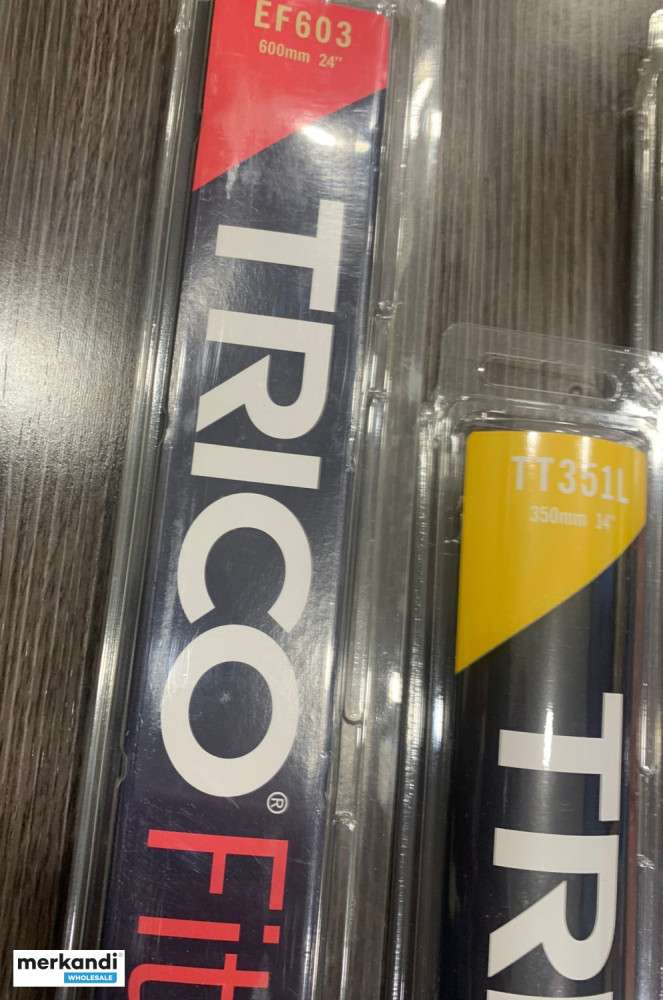 EF603
600mm 24"
TRICO®
Fit
TT351L
350mm 14"
TR
merkandi
WHOLESALE